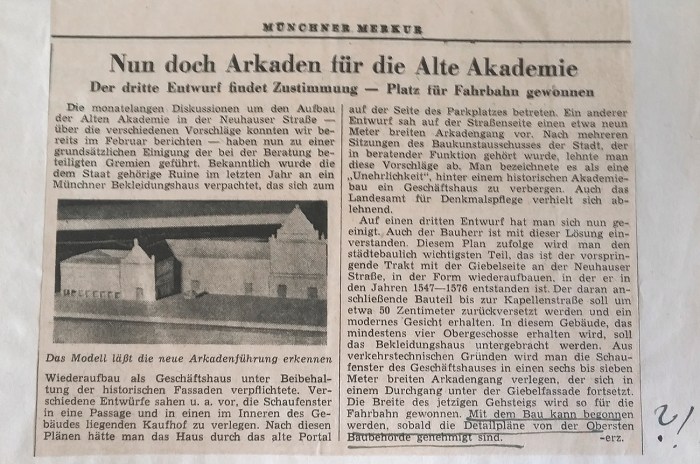 MÜNCHNER MERKUR
Nun doch Arkaden für die Alte Akademie
Der dritte Entwurf findet Zustimmung — Platz für Fahrbahn gewonnen
Die monatelangen Diskussionen um den Aufbau
der Alten Akademie in der Neuhauser Straße —
über die verschiedenen Vorschläge konnten wir be-
reits im Februar berichten — haben nun zu einer
grundsätzlichen Einigung der bei der Beratung be-
teiligten Gremien geführt. Bekanntlich wurde die
dem Staat gehörige Ruine im letzten Jahr an ein
Münchner Bekleidungshaus verpachtet, das sich zum
Das Modell läßt die neue Arkadenführung erkennen
Wiederaufbau als Geschäftshaus unter Beibehal-
tung der historischen Fassaden verpflichtete. Ver-
schiedene Entwürfe sahen u. a. vor, die Schaufenster
in eine Passage und in einen im Inneren des Ge-
bäudes liegenden Kaufhof zu verlegen. Nach diesen
Plänen hätte man das Haus durch das alte Portal
auf der Seite des Parkplatzes betreten. Ein anderer
Entwurf sah auf der Straßenseite einen etwa neun
Meter breiten Arkadengang vor. Nach mehreren
Sitzungen des Baukunstausschusses der Stadt, der
in beratender Funktion gehört wurde, lehnte man
diese Vorschläge ab. Man bezeichnete es als eine
„Unehrlichkeit", hinter einem historischen Akademie-
bau ein Geschäftshaus zu verbergen. Auch das
Landesamt für Denkmalspflege verhielt sich ab-
lehnend.
Auf einen dritten Entwurf hat man sich nun ge-
einigt. Auch der Bauherr ist mit dieser Lösung ein-
verstanden. Diesem Plan zufolge wird man den
städtebaulich wichtigsten Teil, das ist der vorsprin-
gende Trakt mit der Giebelseite an der Neuhauser
Straße, in der Form wiederaufbauen, in der er in
den Jahren 1547—1576 entstanden ist. Der daran an-
schließende Bauteil bis zur Kapellenstraße soll um
etwa 50 Zentimeter zurückversetzt werden und ein
modernes Gesicht erhalten. In diesem Gebäude, das
mindestens vier Obergeschosse erhalten wird, soll
das Bekleidungshaus untergebracht werden. Aus
verkehrstechnischen Gründen wird man die Schau-
fenster des Geschäftshauses in einen sechs bis sieben
Meter breiten Arkadengang verlegen, der sich in
einem Durchgang unter der Giebelfassade fortsetzt.
Die Breite des jetzigen Gehsteigs wird so für die
Fahrbahn gewonnen. Mit dem Bau kann begonnen
werden, sobald die Detailpläne von der Obersten
Baubehörde genehmigt sind. -erz.
?!